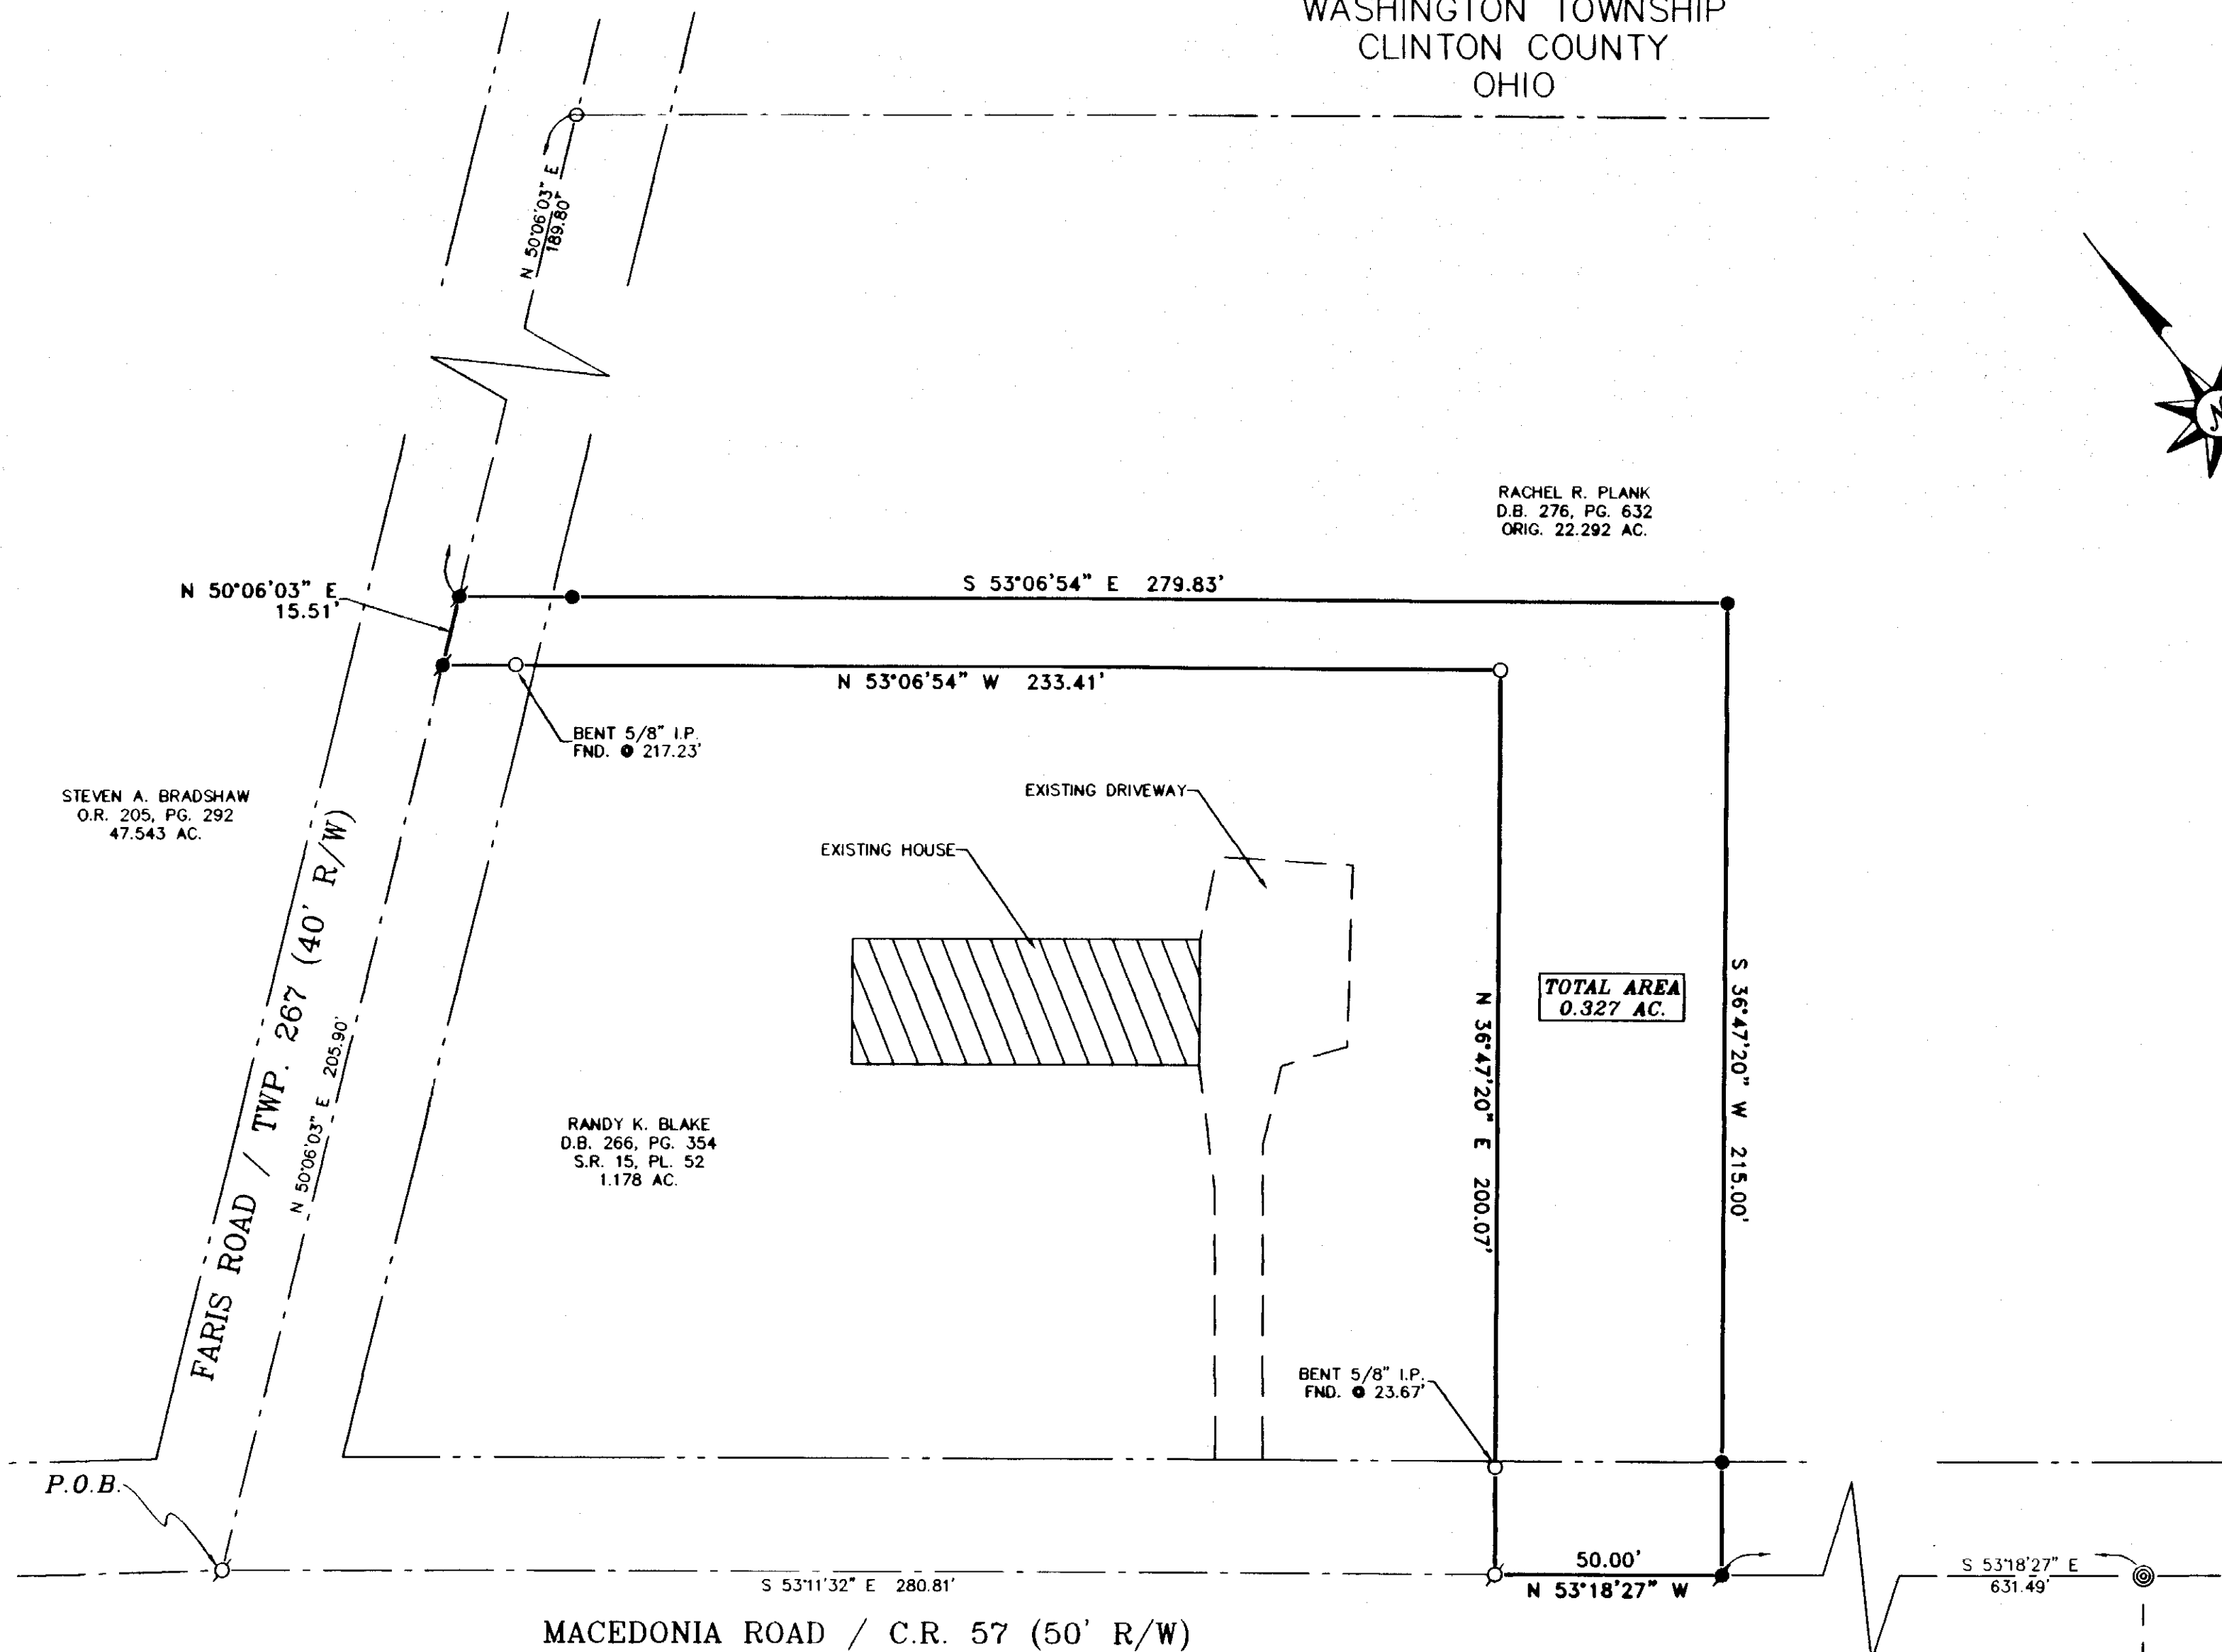 WASHINGTON TOWNSHIP
CLINTON COUNTY
OHIO
N 50°06'03" E
189.80'
N
RACHEL R. PLANK
D.B. 276, PG. 632
ORIG. 22.292 AC.
N 50°06'03" E
15.51'
S 53°06'54" E 279.83'
N 53°06'54" W 233.41'
BENT 5/8" I.P.
FND. @ 217.23'
STEVEN A. BRADSHAW
O.R. 205, PG. 292
47.543 AC.
EXISTING DRIVEWAY
EXISTING HOUSE
FARIS ROAD / TWP. 267 (40' R/W)
N 50°06'03" E 205.90'
N 36°47'20" E 200.07'
TOTAL AREA
0.327 AC.
S 36°47'20" W 215.00'
RANDY K. BLAKE
D.B. 266, PG. 354
S.R. 15, PL. 52
1.178 AC.
BENT 5/8" I.P.
FND. @ 23.67'
P.O.B.
S 53°11'32" E 280.81'
50.00'
N 53°18'27" W
S 53°18'27" E
631.49'
MACEDONIA ROAD / C.R. 57 (50' R/W)